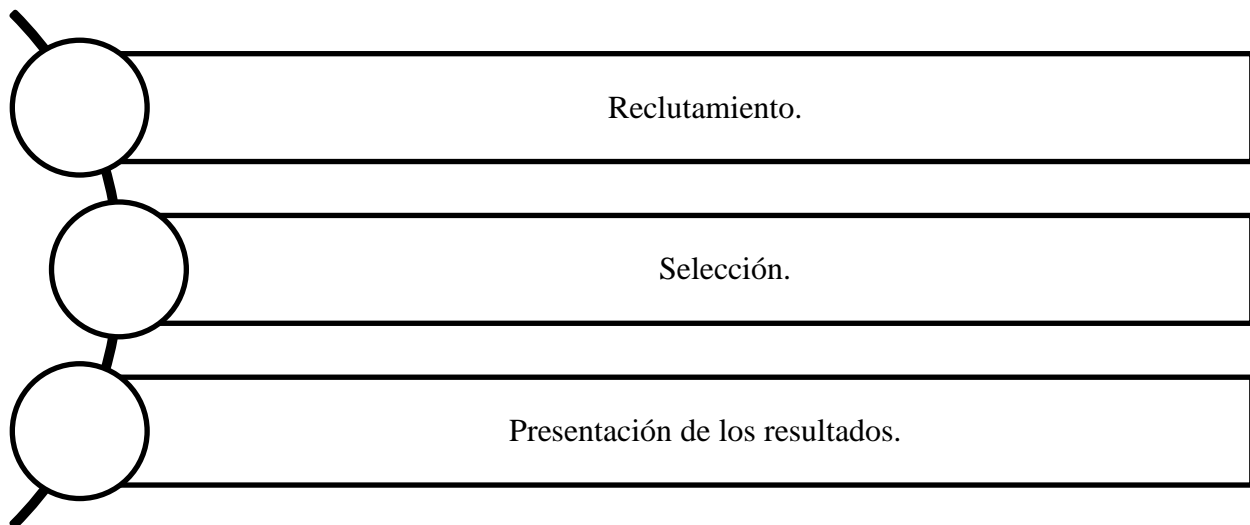 Reclutamiento.
Selección.
Presentación de los resultados.